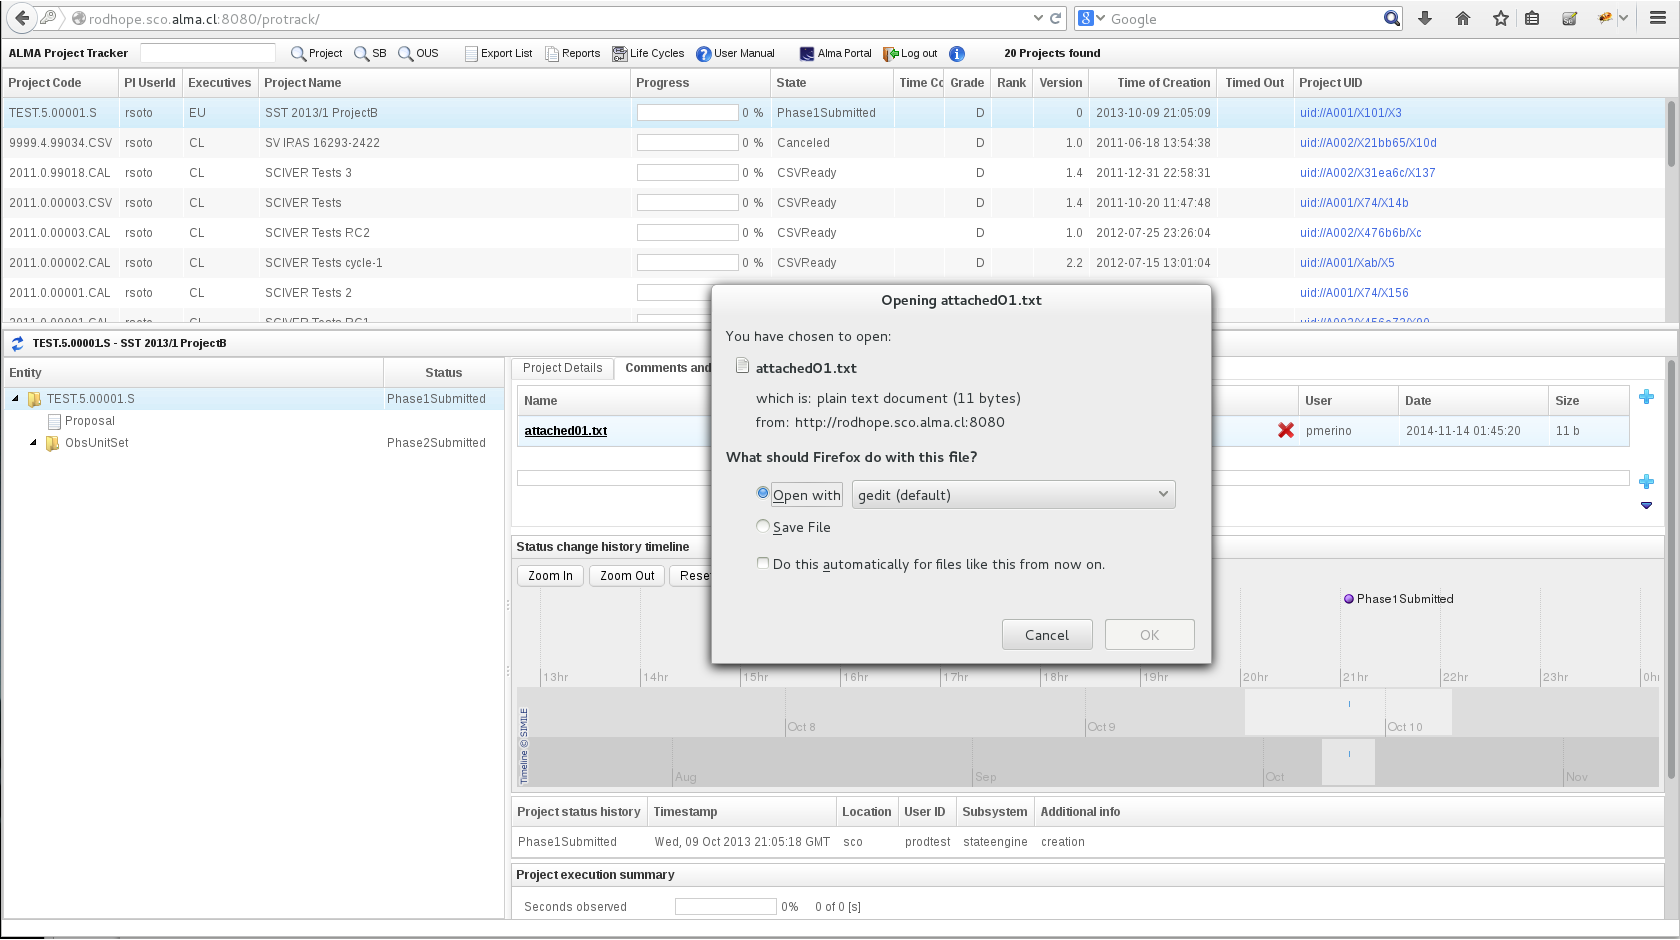 rodhope.sco.alma.cl:8080/protrack/
Google
ALMA Project Tracker Project SB OUS Export List Reports Life Cycles User Manual Alma Portal Log out 20 Projects found
Project Code PI UserId Executives Project Name Progress State Time Cc Grade Rank Version Time of Creation Timed Out Project UID
TEST.5.00001.S rsoto EU SST 2013/1 ProjectB 0 % Phase1Submitted D 0 2013-10-09 21:05:09 uid://A001/X101/X3
9999.4.99034.CSV rsoto CL SV IRAS 16293-2422 0 % Canceled D 1.0 2011-06-18 13:54:38 uid://A002/X21bb65/X10d
2011.0.99018.CAL rsoto CL SCIVER Tests 3 0 % CSVReady D 1.4 2011-12-31 22:58:31 uid://A002/X31ea6c/X137
2011.0.00003.CSV rsoto CL SCIVER Tests 0 % CSVReady D 1.4 2011-10-20 11:47:48 uid://A001/X74/X14b
2011.0.00003.CAL rsoto CL SCIVER Tests RC2 0 % CSVReady D 1.0 2012-07-25 23:26:04 uid://A002/X476b6b/Xc
2011.0.00002.CAL rsoto CL SCIVER Tests cycle-1 0 % CSVReady D 2.2 2012-07-15 13:01:04 uid://A001/Xab/X5
2011.0.00001.CAL rsoto CL SCIVER Tests 2 uid://A001/X74/X156
2011.0.00001.CAL rsoto CL SCIVER Tests RC1
TEST.5.00001.S - SST 2013/1 ProjectB
Entity Status
TEST.5.00001.S Phase1Submitted
Proposal
ObsUnitSet Phase2Submitted
Project Details Comments and
Name User Date Size
attached01.txt pmerino 2014-11-14 01:45:20 11 b
Opening attached01.txt
You have chosen to open:
attached01.txt
which is: plain text document (11 bytes)
from: http://rodhope.sco.alma.cl:8080
What should Firefox do with this file?
Open with gedit (default)
Save File
Do this automatically for files like this from now on.
Cancel OK
Status change history timeline
Zoom In Zoom Out Rese
Phase1Submitted
13hr 14hr 15hr 16hr 17hr 18hr 19hr 20hr 21hr 22hr 23hr 0h
Oct 8 Oct 9 Oct 10
Timeline © SIMILE
Aug Sep Oct Nov
Project status history Timestamp Location User ID Subsystem Additional info
Phase1Submitted Wed, 09 Oct 2013 21:05:18 GMT sco prodtest stateengine creation
Project execution summary
Seconds observed 0% 0 of 0 [s]